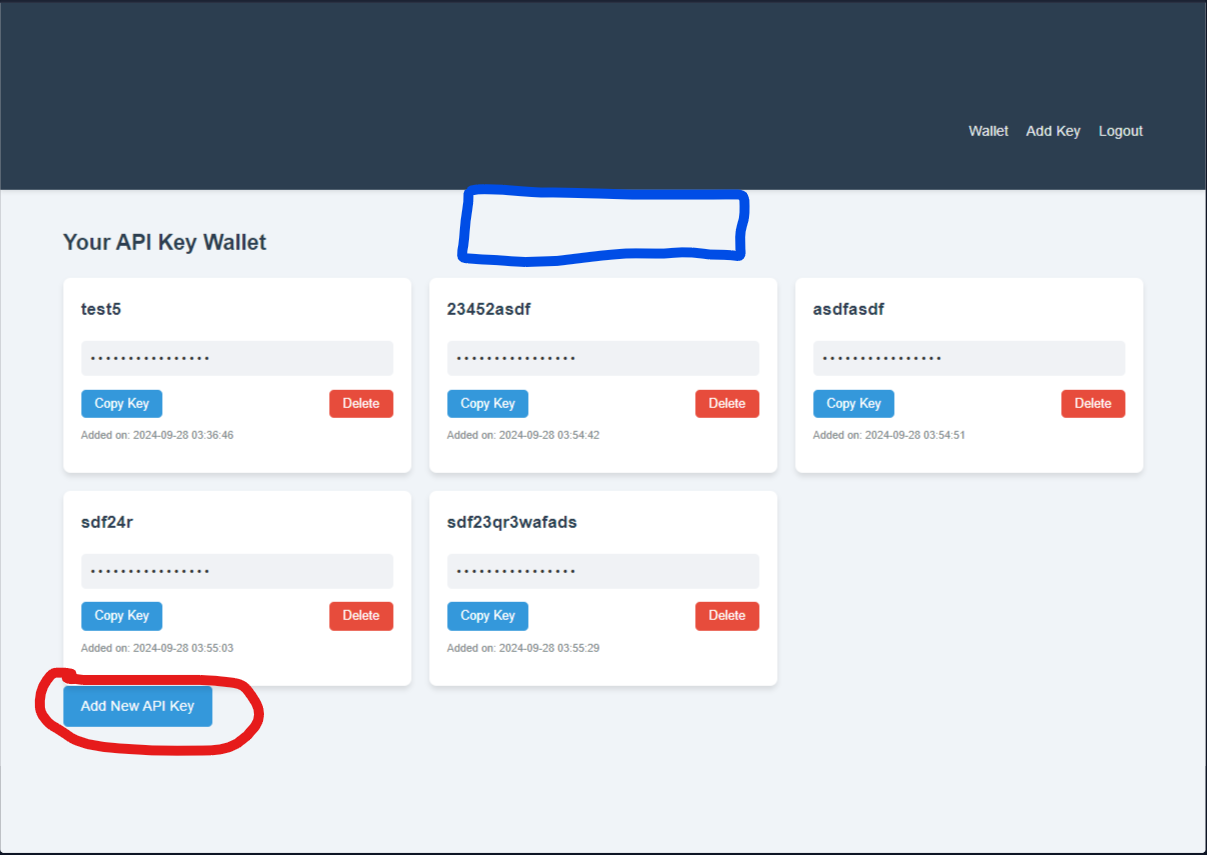 Wallet Add Key Logout
Your API Key Wallet
test5
••••••••••••••••
Copy Key Delete
Added on: 2024-09-28 03:36:46
23452asdf
••••••••••••••••
Copy Key Delete
Added on: 2024-09-28 03:54:42
asdfasdf
••••••••••••••••
Copy Key Delete
Added on: 2024-09-28 03:54:51
sdf24r
••••••••••••••••
Copy Key Delete
Added on: 2024-09-28 03:55:03
sdf23qr3wafads
••••••••••••••••
Copy Key Delete
Added on: 2024-09-28 03:55:29
Add New API Key